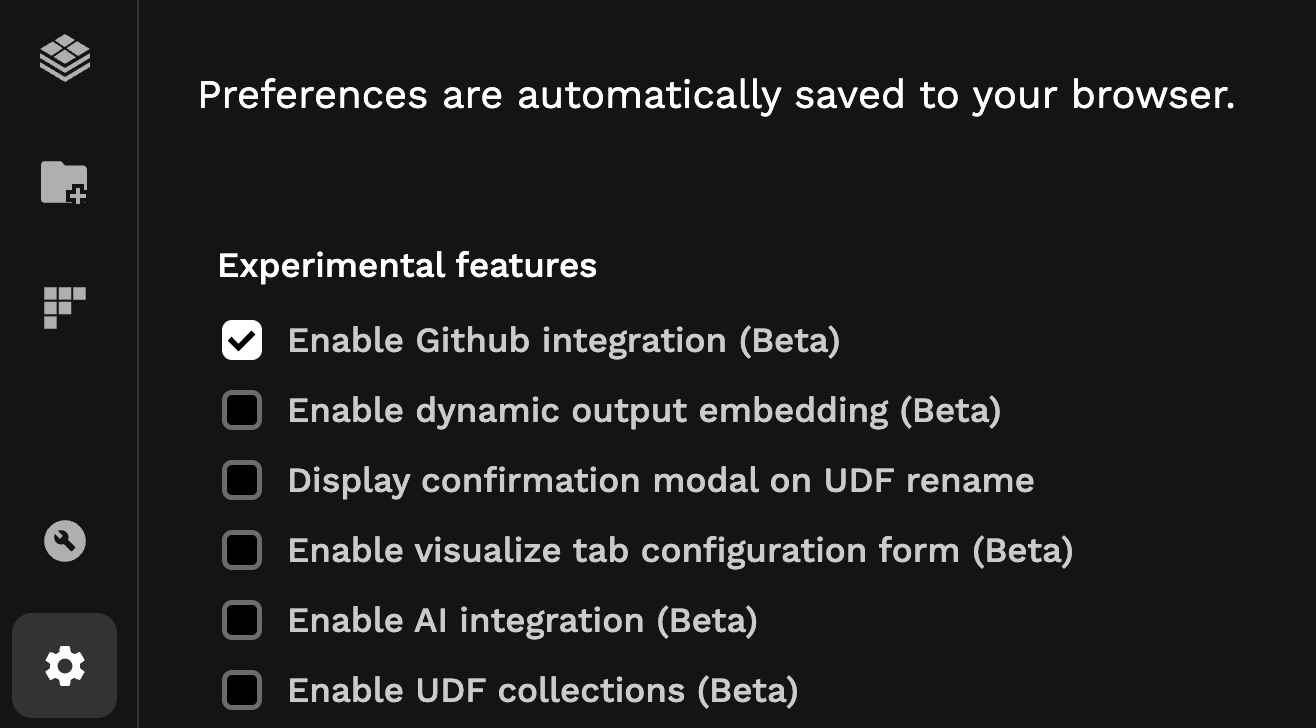 Preferences are automatically saved to your browser.
Experimental features
Enable Github integration (Beta)
Enable dynamic output embedding (Beta)
Display confirmation modal on UDF rename
Enable visualize tab configuration form (Beta)
Enable AI integration (Beta)
Enable UDF collections (Beta)